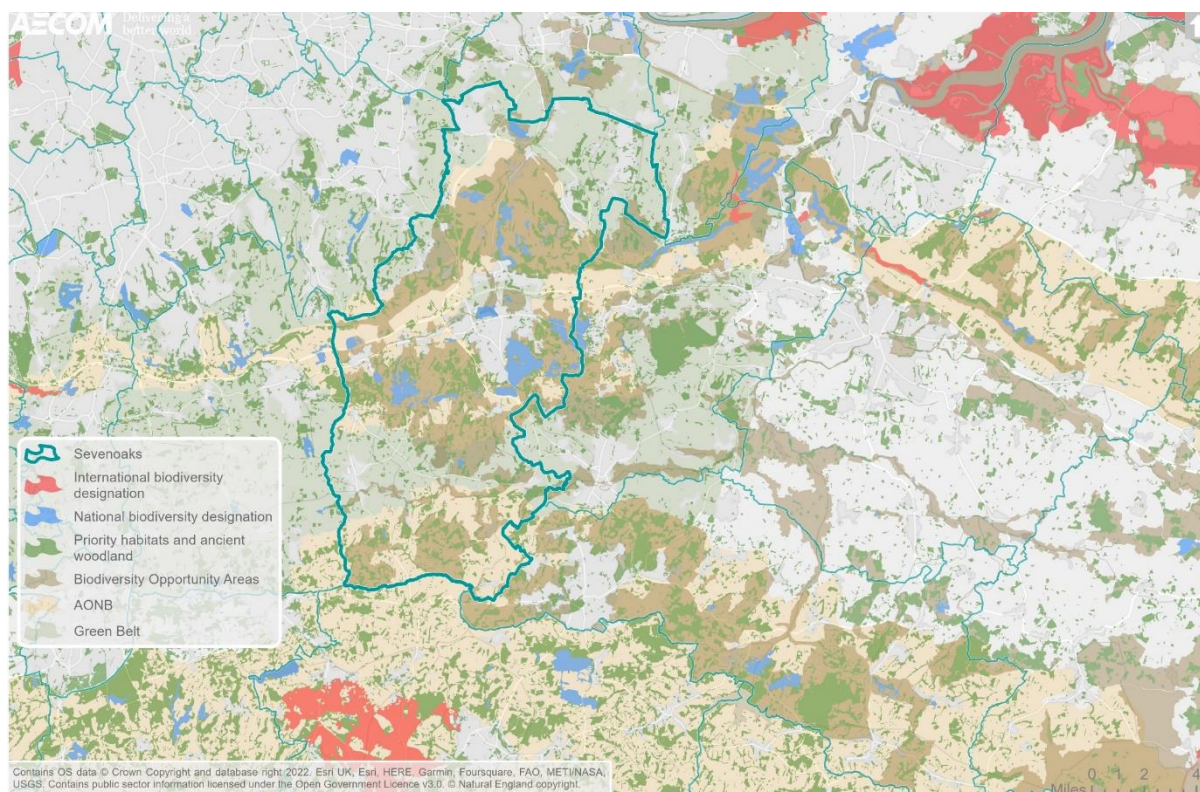 AECOM Delivering a
better world
Sevenoaks
International biodiversity
designation
National biodiversity designation
Priority habitats and ancient
woodland
Biodiversity Opportunity Areas
AONB
Green Belt
Contains OS data © Crown Copyright and database right 2022. Esri UK, Esri, HERE, Garmin, Foursquare, FAO, METI/NASA,
USGS. Contains public sector information licensed under the Open Government Licence v3.0. © Natural England copyright.
0 1 2 4
Miles